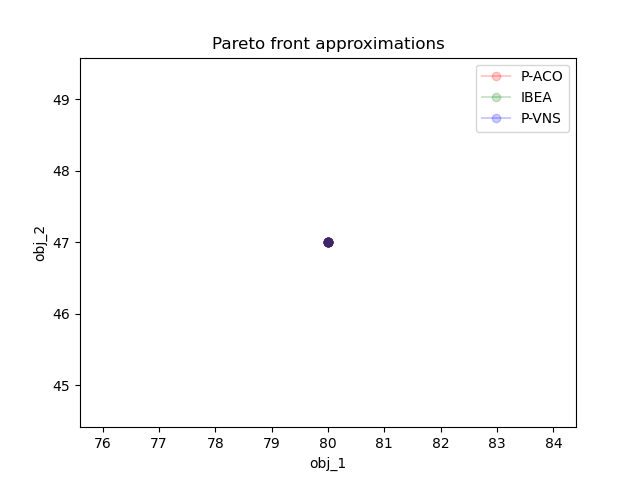 Pareto front approximations
P-ACO
IBEA
P-VNS
49
48
47
46
45
obj_2
76 77 78 79 80 81 82 83 84
obj_1